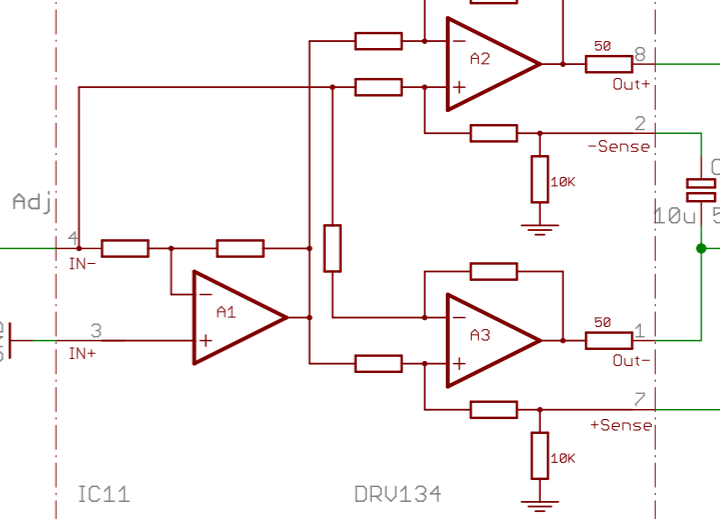 50
8
A2
Out+
2
-Sense
10K
Adj
10u
4
IN-
A1
50
3
A3
1
IN+
Out-
7
+Sense
10K
IC11
DRV134